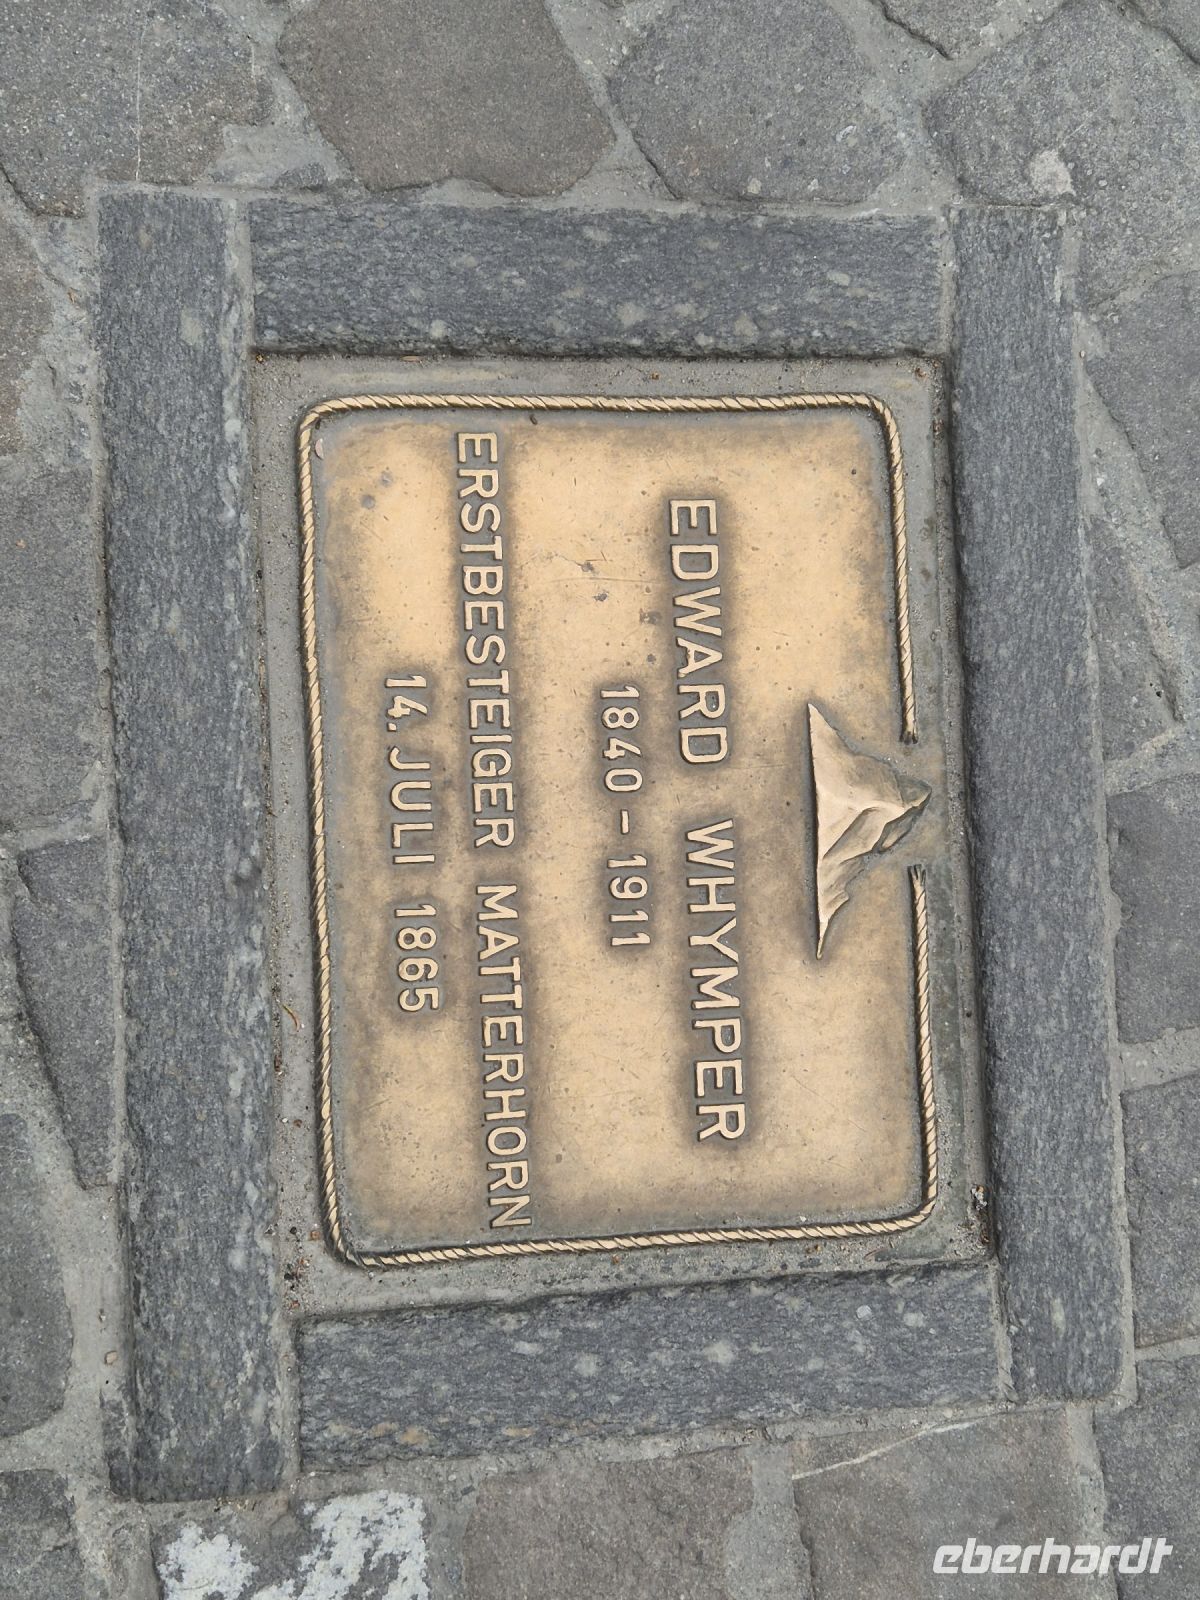 EDWARD WHYMPER
1840 - 1911
ERSTBESTEIGER MATTERHORN
14. JULI 1865
eberhardt